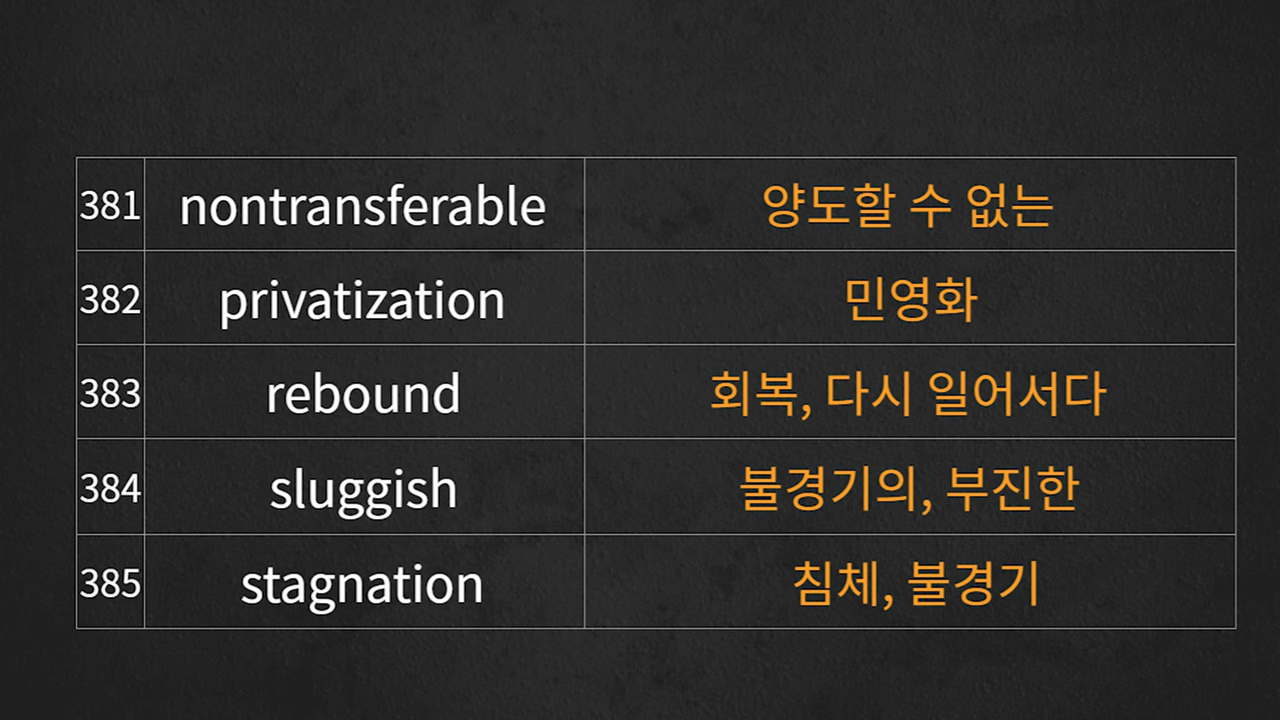 381 nontransferable 양도할 수 없는
382 privatization 민영화
383 rebound 회복, 다시 일어서다
384 sluggish 불경기의, 부진한
385 stagnation 침체, 불경기